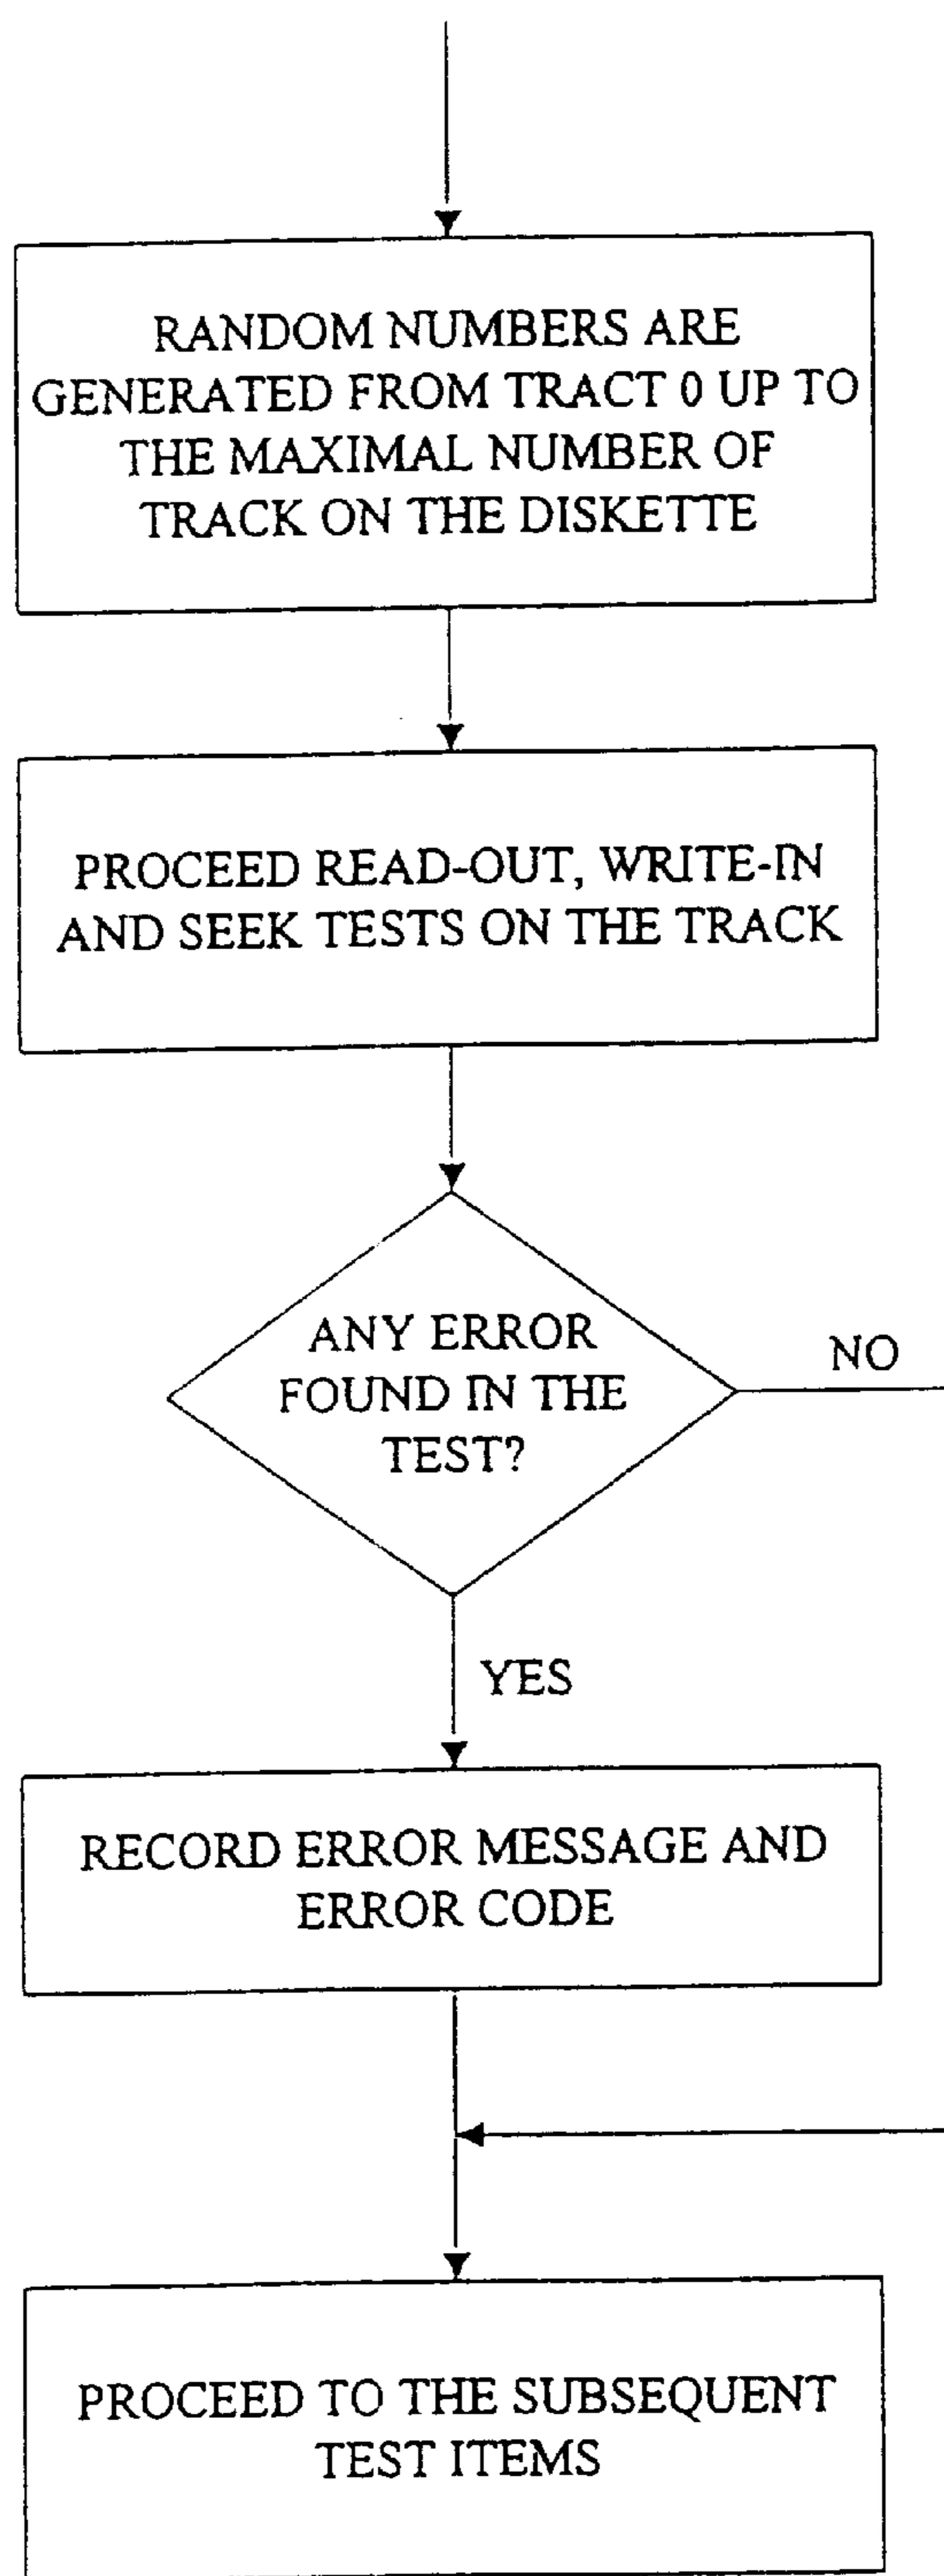 RANDOM NUMBERS ARE
GENERATED FROM TRACT 0 UP TO
THE MAXIMAL NUMBER OF
TRACK ON THE DISKETTE
PROCEED READ-OUT, WRITE-IN
AND SEEK TESTS ON THE TRACK
ANY ERROR
FOUND IN THE
TEST?
NO
YES
RECORD ERROR MESSAGE AND
ERROR CODE
PROCEED TO THE SUBSEQUENT
TEST ITEMS